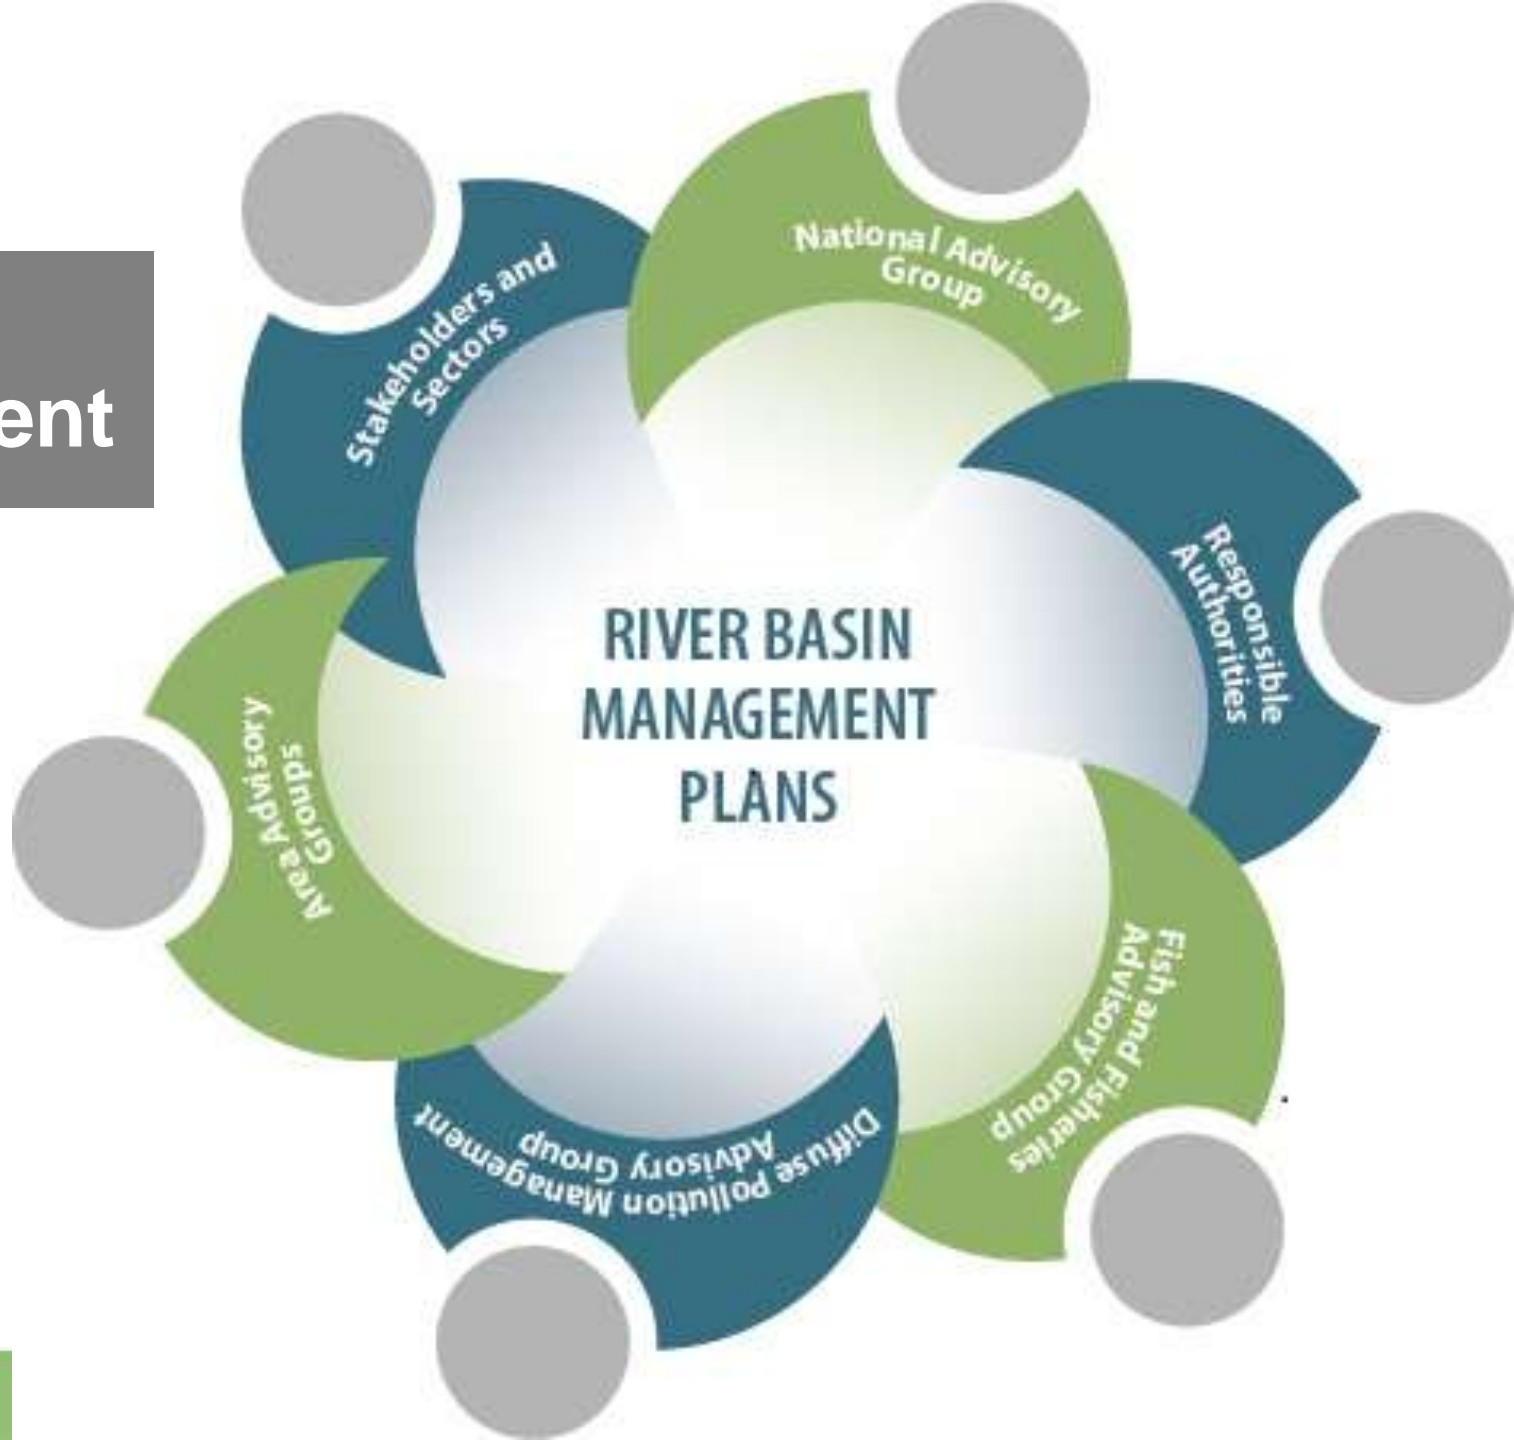 ent
National Advisory
Group
Stakeholders and
Sectors
Responsible
Authorities
RIVER BASIN
MANAGEMENT
PLANS
Area Advisory
Groups
Fish and Fisheries
Advisory Group
Diffuse pollution Management
Advisory Group